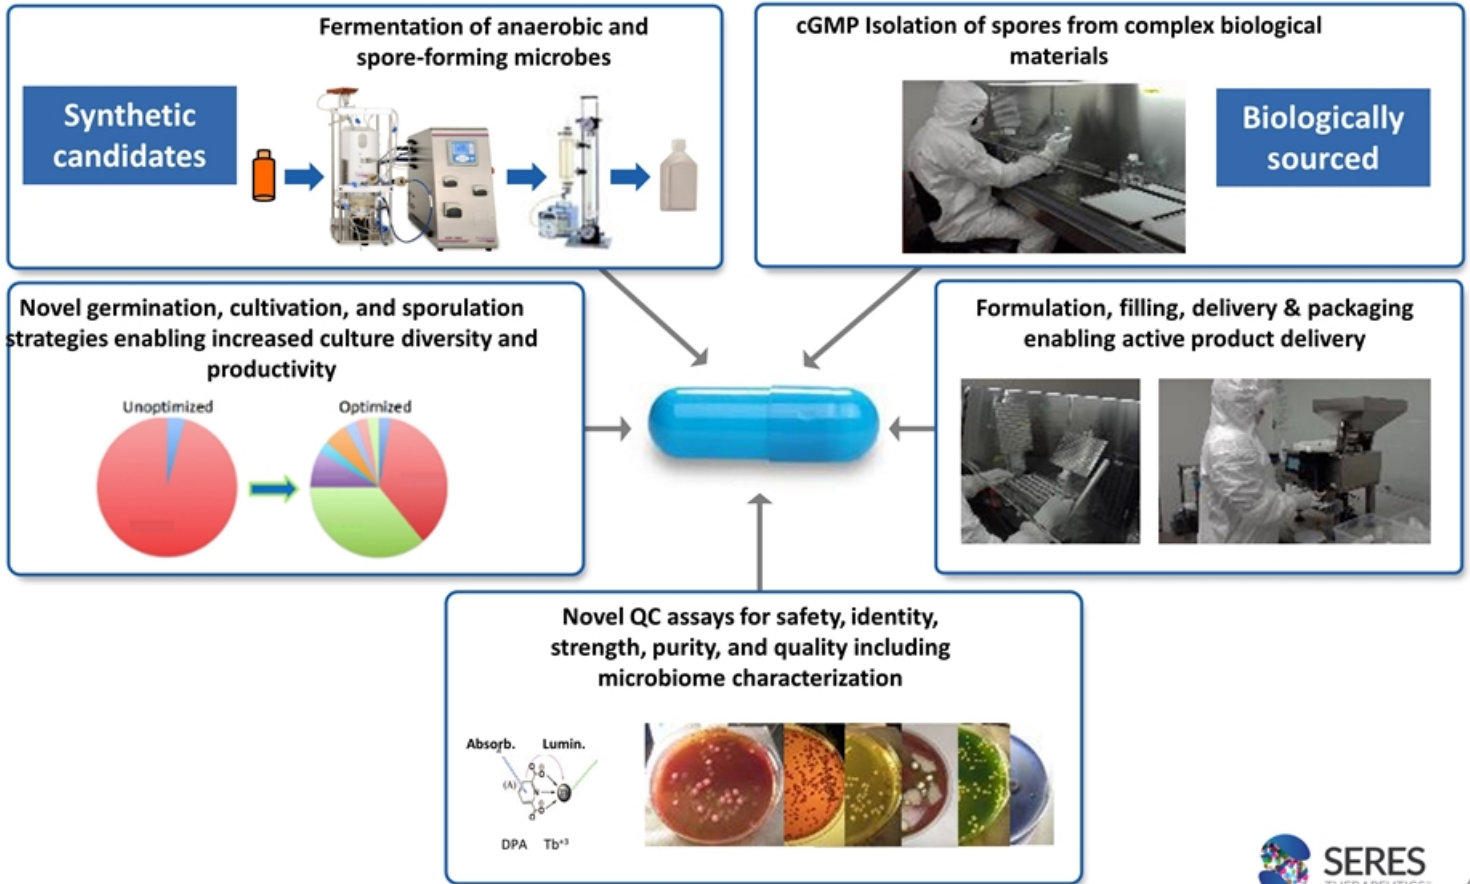 Fermentation of anaerobic and
spore-forming microbes
Synthetic
candidates
cGMP Isolation of spores from complex biological
materials
Biologically
sourced
Novel germination, cultivation, and sporulation
strategies enabling increased culture diversity and
productivity
Unoptimized
Optimized
Formulation, filling, delivery & packaging
enabling active product delivery
Novel QC assays for safety, identity,
strength, purity, and quality including
microbiome characterization
Absorb. Lumin.
(A)
DPA Tb+3
SERES
THERAPEUTICS